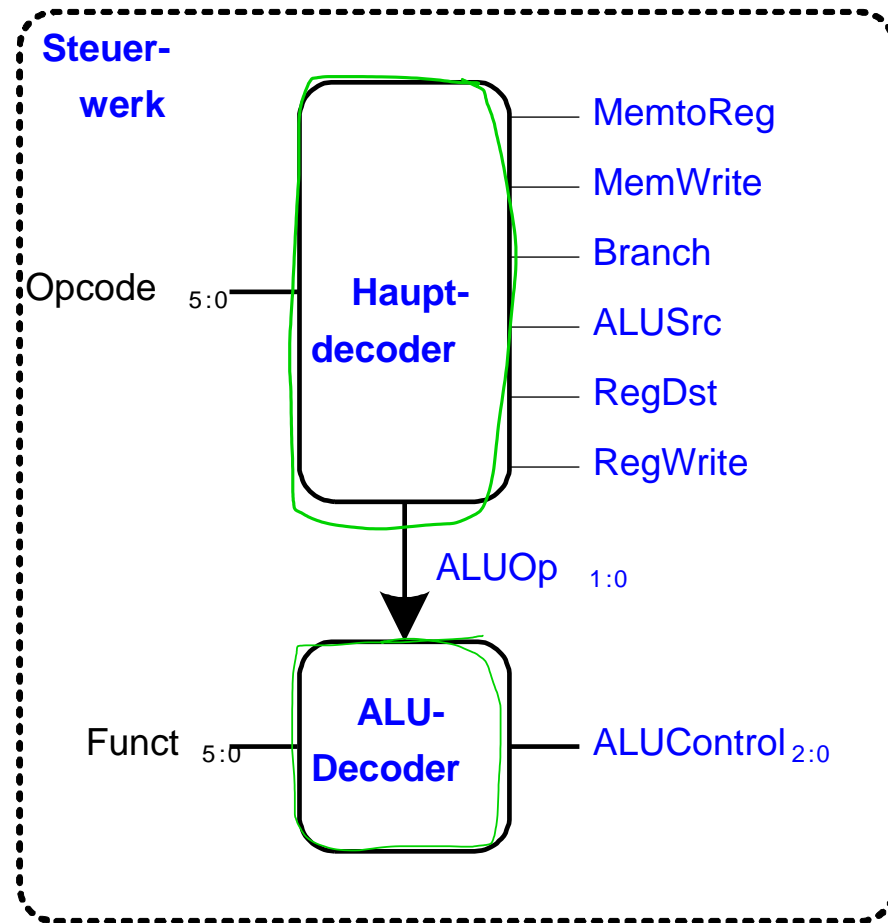 Steuer-
werk
MemtoReg
MemWrite
Branch
Opcode 5:0
Haupt-
decoder
ALUSrc
RegDst
RegWrite
ALUOp 1:0
ALU-
Decoder
Funct 5:0
ALUControl 2:0